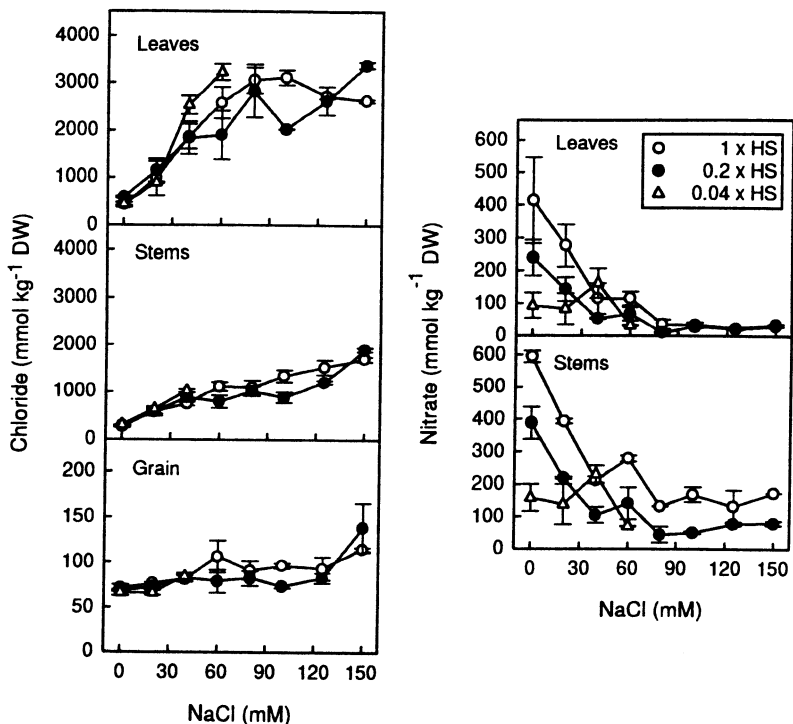 Chloride (mmol kg⁻¹ DW)
Leaves
4000
3000
2000
1000
0
Stems
4000
3000
2000
1000
0
Grain
200
150
100
50
0
0 30 60 90 120 150
NaCl (mM)
Nitrate (mmol kg⁻¹ DW)
Leaves
1 x HS
0.2 x HS
0.04 x HS
600
500
400
300
200
100
0
Stems
600
500
400
300
200
100
0
0 30 60 90 120 150
NaCl (mM)